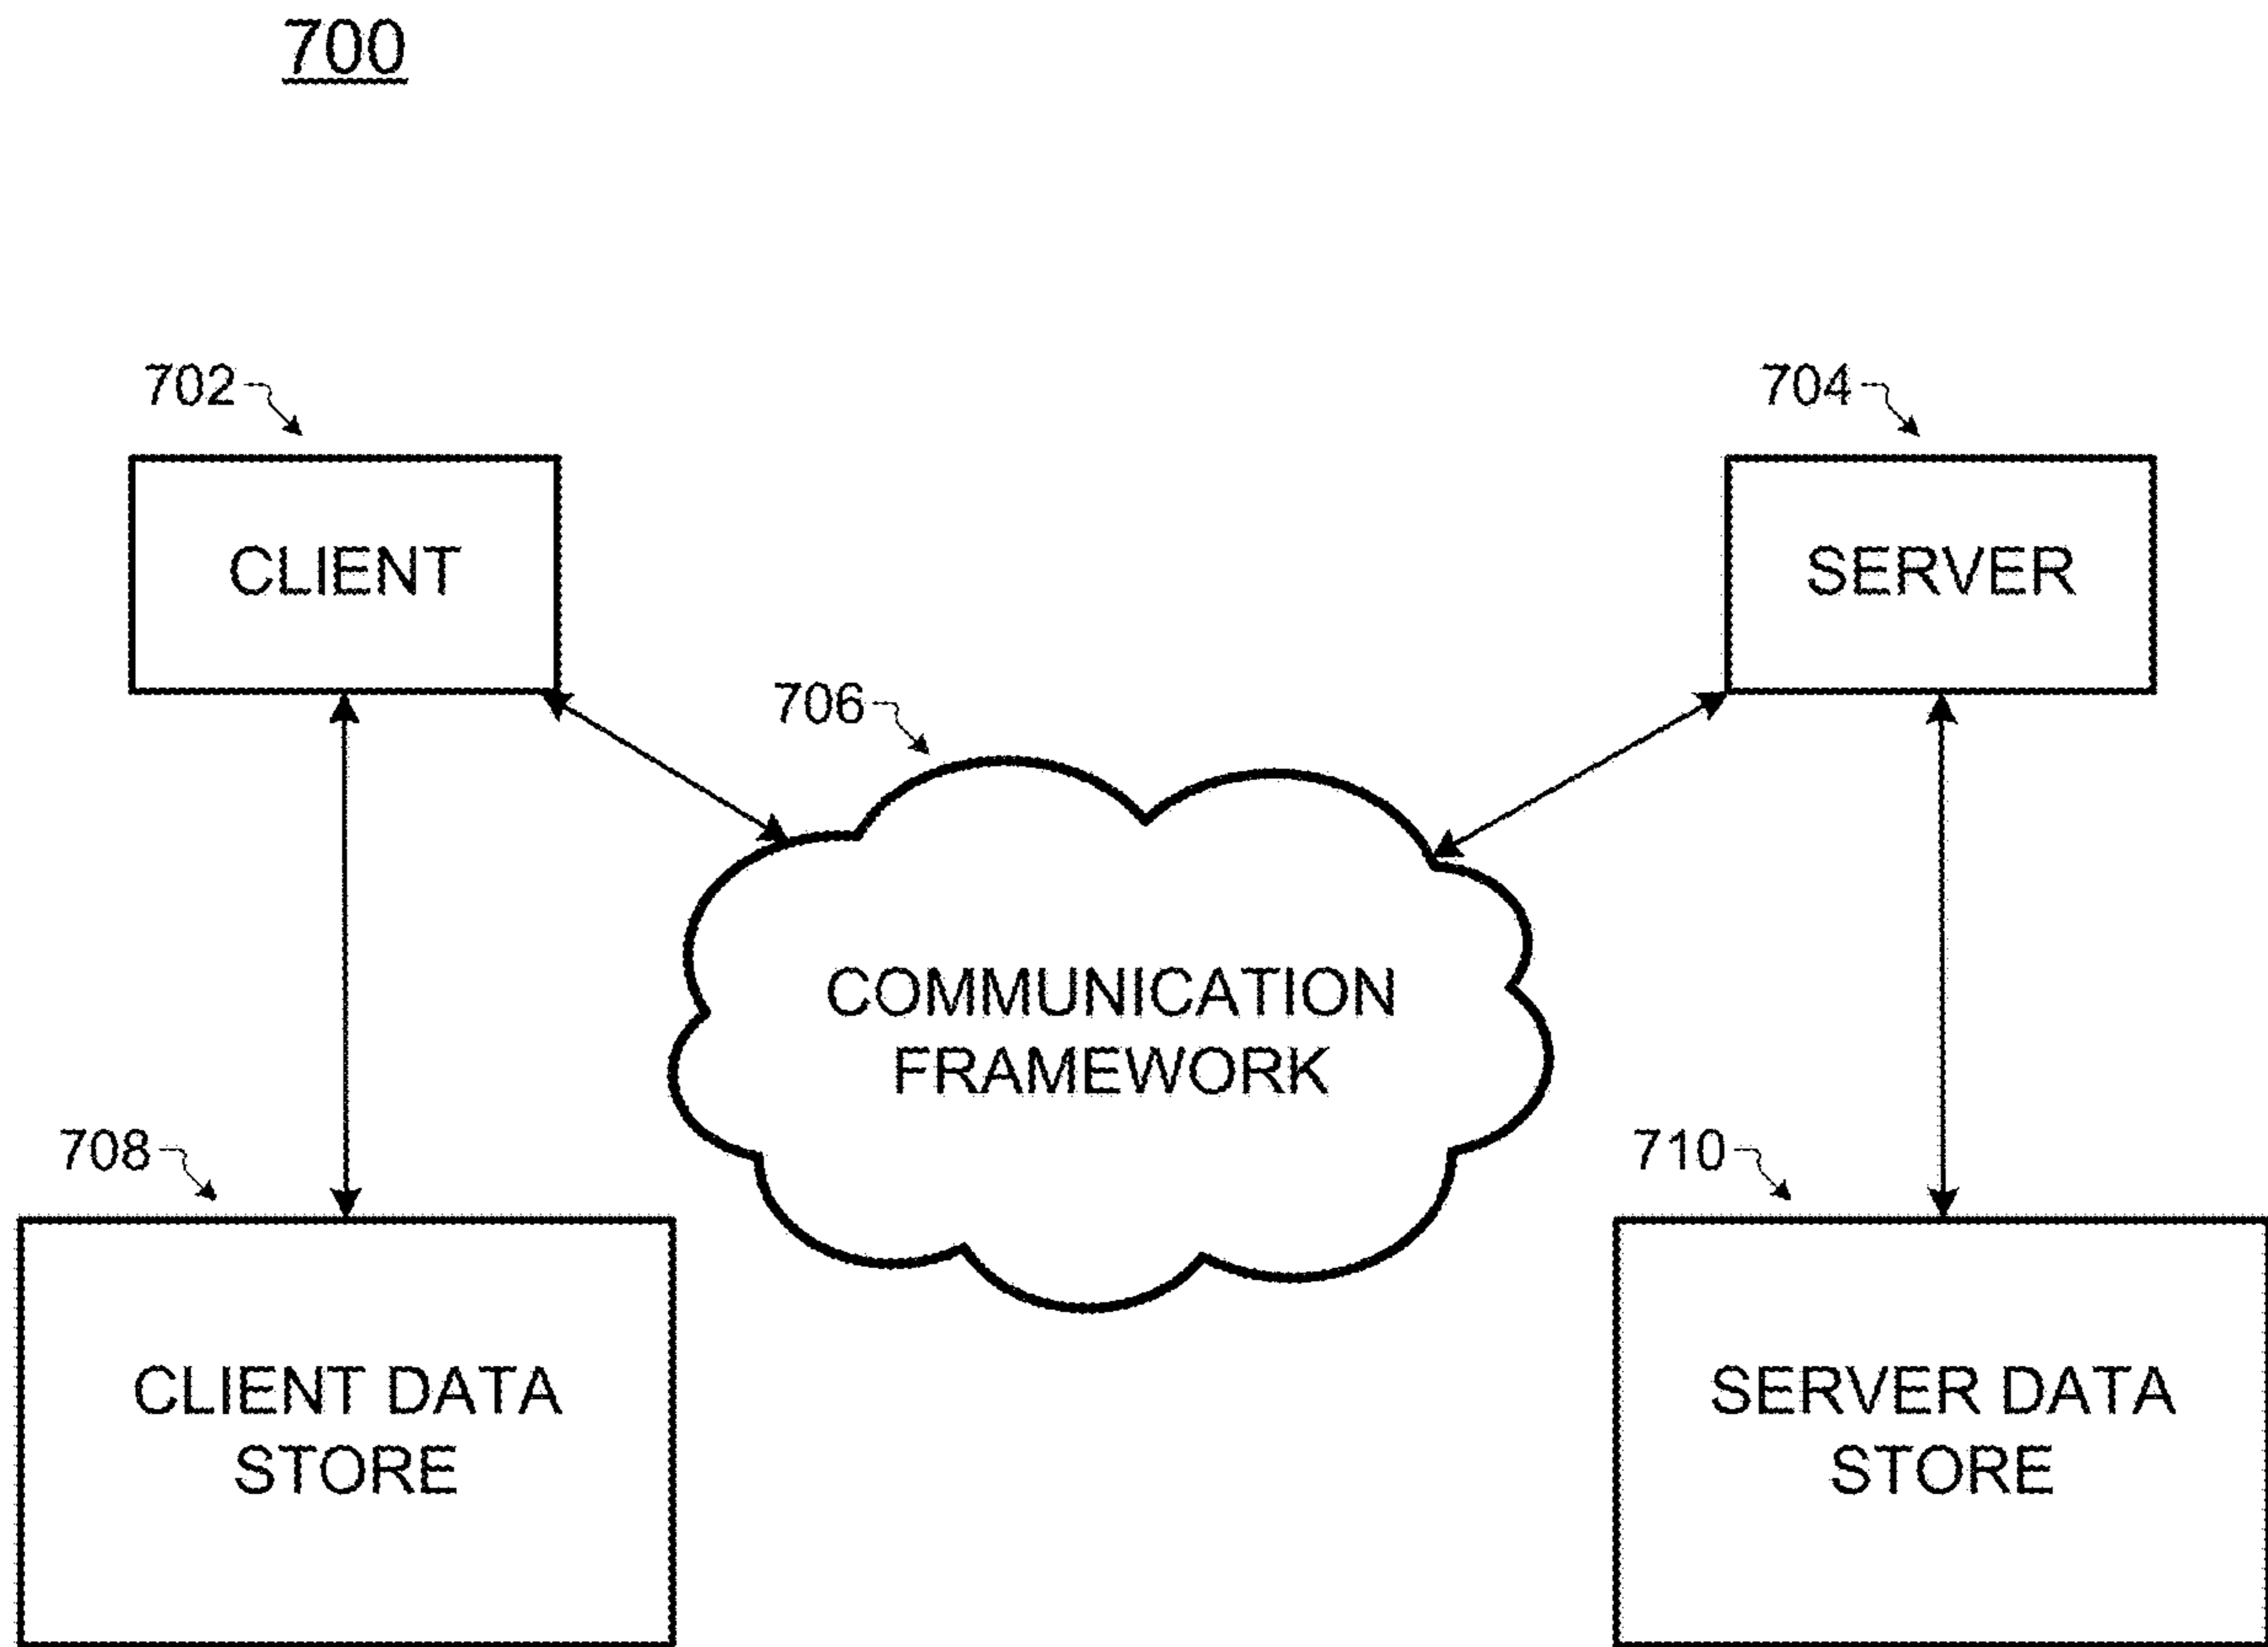 700
702
704
CLIENT
SERVER
706
COMMUNICATION
FRAMEWORK
708
710
CLIENT DATA
STORE
SERVER DATA
STORE